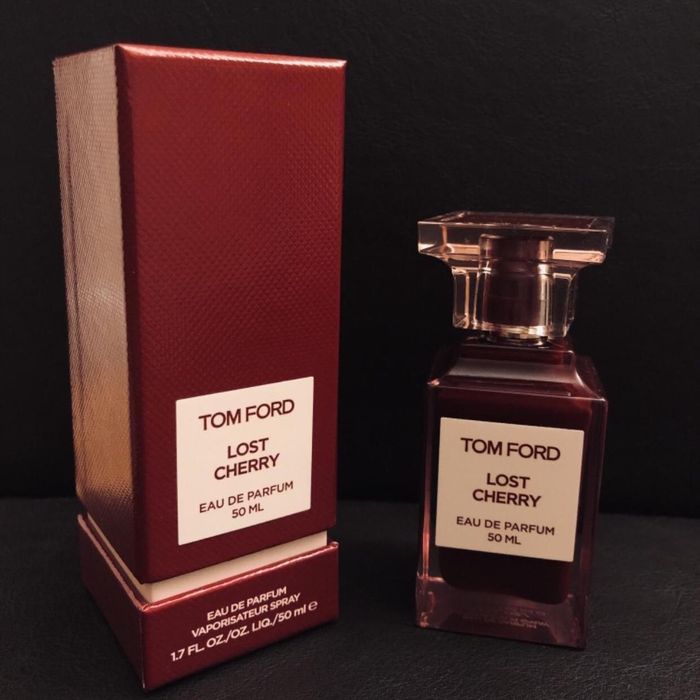 TOM FORD
LOST
CHERRY
EAU DE PARFUM
50 ML
EAU DE PARFUM
VAPORISATEUR SPRAY
1.7 FL. OZ./OZ. LIQ./50 ml e
TOM FORD
LOST
CHERRY
EAU DE PARFUM
50 ML